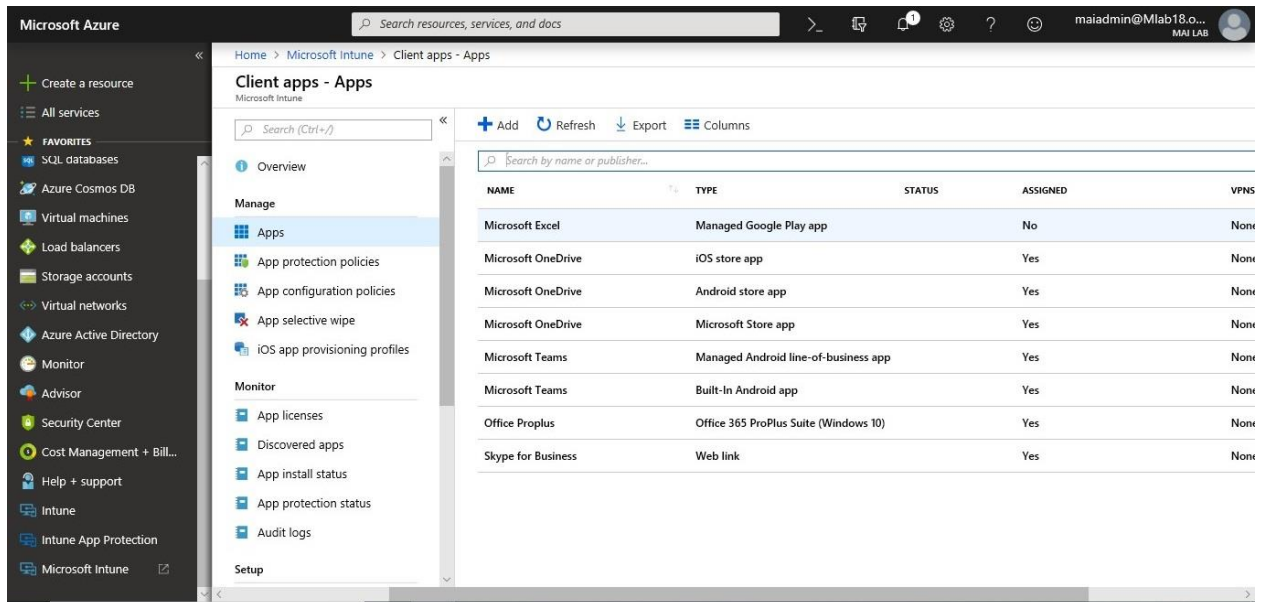 Microsoft Azure
Search resources, services, and docs
1
maiadmin@Mlab18.o...
MAI LAB
Home > Microsoft Intune > Client apps - Apps
Client apps - Apps
Microsoft Intune
Create a resource
All services
FAVORITES
SQL databases
Azure Cosmos DB
Virtual machines
Load balancers
Storage accounts
Virtual networks
Azure Active Directory
Monitor
Advisor
Security Center
Cost Management + Bill...
Help + support
Intune
Intune App Protection
Microsoft Intune
Search (Ctrl+/)
Overview
Manage
Apps
App protection policies
App configuration policies
App selective wipe
iOS app provisioning profiles
Monitor
App licenses
Discovered apps
App install status
App protection status
Audit logs
Setup
Add Refresh Export Columns
Search by name or publisher...
NAME TYPE STATUS ASSIGNED VPNS
Microsoft Excel Managed Google Play app No None
Microsoft OneDrive iOS store app Yes None
Microsoft OneDrive Android store app Yes None
Microsoft OneDrive Microsoft Store app Yes None
Microsoft Teams Managed Android line-of-business app Yes None
Microsoft Teams Built-In Android app Yes None
Office Proplus Office 365 ProPlus Suite (Windows 10) Yes None
Skype for Business Web link Yes None